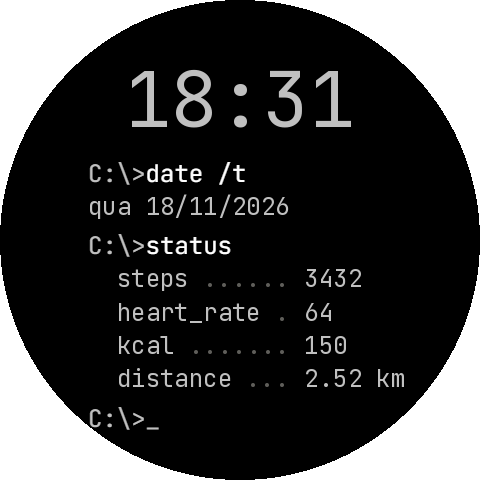 18:31
C:\>date /t
qua 18/11/2026
C:\>status
steps ...... 3432
heart_rate . 64
kcal ....... 150
distance ... 2.52 km
C:\>_